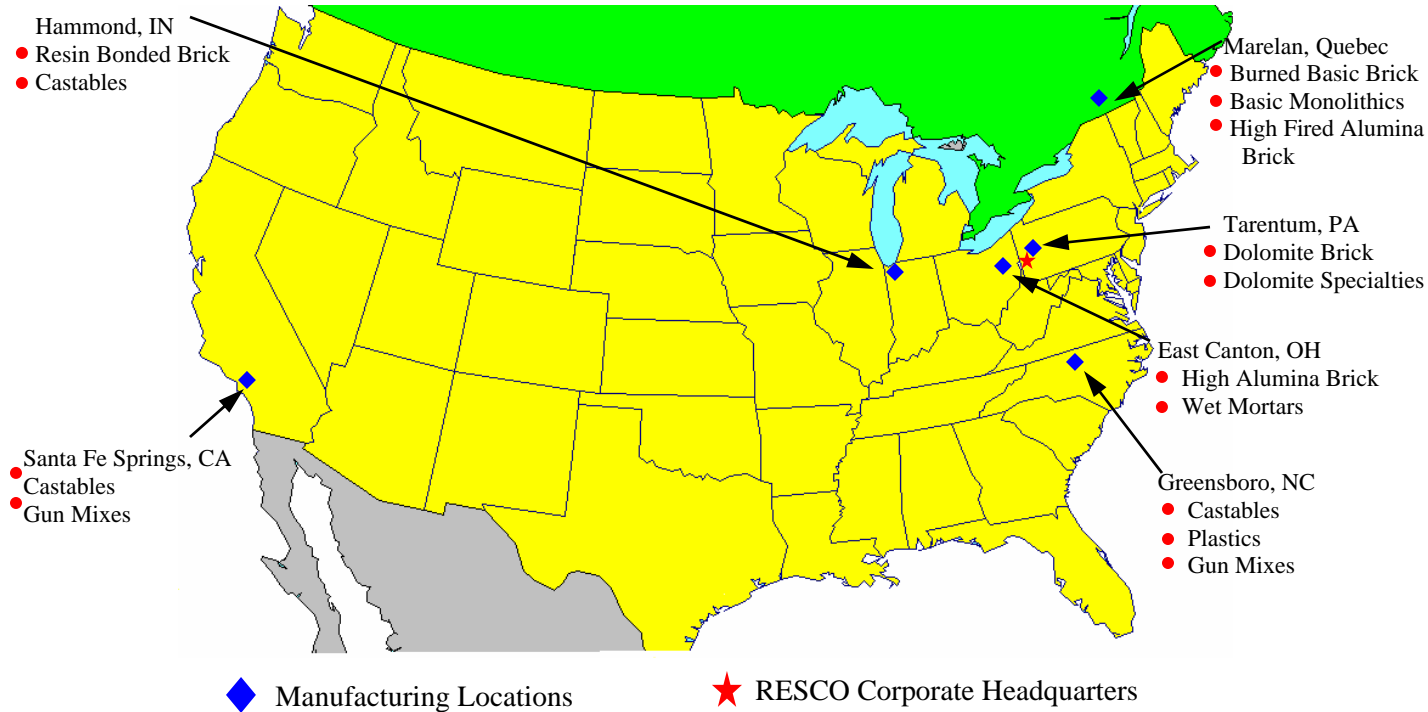 Hammond, IN
Resin Bonded Brick
Castables
Marelan, Quebec
Burned Basic Brick
Basic Monolithics
High Fired Alumina
Brick
Tarentum, PA
Dolomite Brick
Dolomite Specialties
East Canton, OH
High Alumina Brick
Wet Mortars
Santa Fe Springs, CA
Castables
Gun Mixes
Greensboro, NC
Castables
Plastics
Gun Mixes
Manufacturing Locations
RESCO Corporate Headquarters